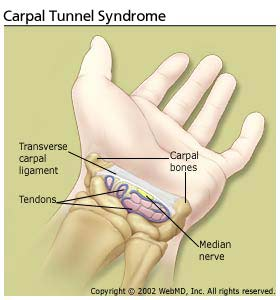 Carpal Tunnel Syndrome
Transverse
carpal
ligament
Carpal
bones
Tendons
Median
nerve
Copyright © 2002 WebMD, Inc. All rights reserved.